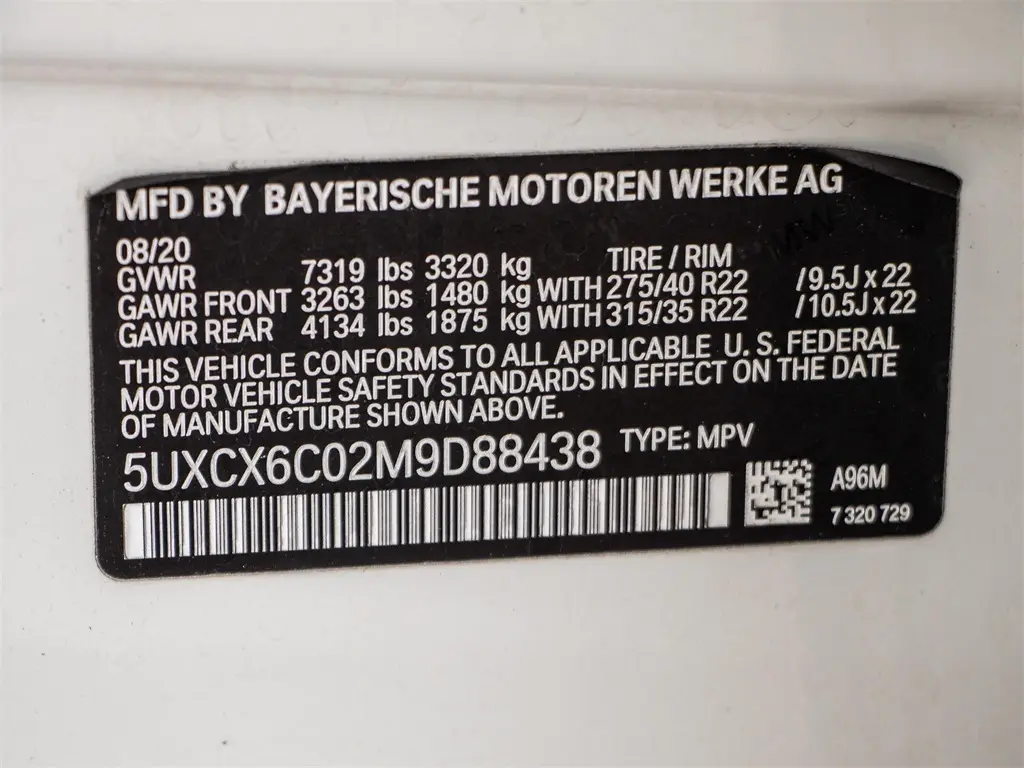 MFD BY BAYERISCHE MOTOREN WERKE AG
08/20 TIRE / RIM
GVWR 7319 lbs 3320 kg
GAWR FRONT 3263 lbs 1480 kg WITH 275/40 R22 /9.5J x 22
GAWR REAR 4134 lbs 1875 kg WITH 315/35 R22 /10.5J x 22
THIS VEHICLE CONFORMS TO ALL APPLICABLE U. S. FEDERAL
MOTOR VEHICLE SAFETY STANDARDS IN EFFECT ON THE DATE
OF MANUFACTURE SHOWN ABOVE.
5UXCX6C02M9D88438 TYPE: MPV
A96M
7 320 729